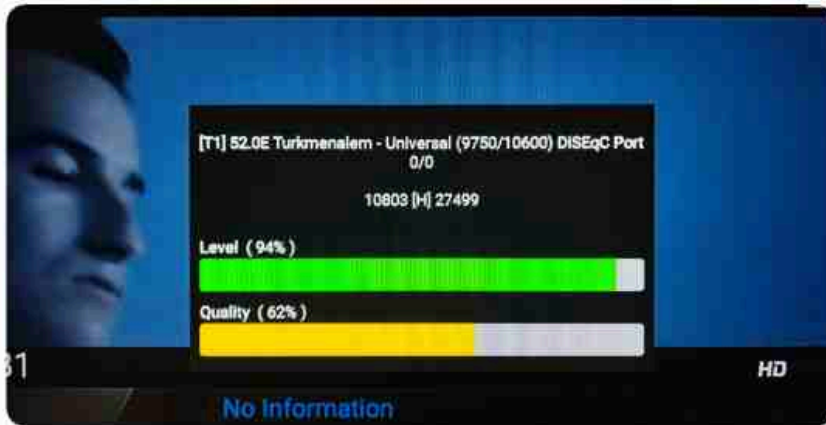 [T1] 52.0E Turkmenalem - Universal (9750/10600) DiSEqC Port
0/0
10803 [H] 27499
Level ( 94% )
Quality ( 62% )
31
HD
No Information